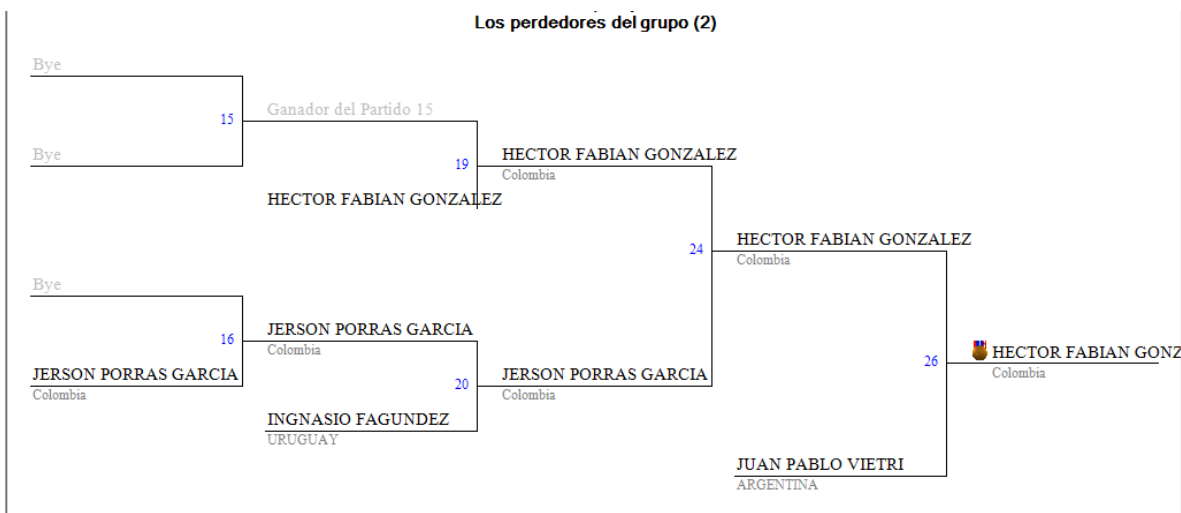 Los perdedores del grupo (2)
Bye
Ganador del Partido 15
15
Bye
HECTOR FABIAN GONZALEZ
19
Colombia
HECTOR FABIAN GONZALEZ
HECTOR FABIAN GONZALEZ
24
Colombia
Bye
JERSON PORRAS GARCIA
16
Colombia
HECTOR FABIAN GONZ
26
Colombia
JERSON PORRAS GARCIA
JERSON PORRAS GARCIA
20
Colombia
Colombia
INGNASIO FAGUNDEZ
URUGUAY
JUAN PABLO VIETRI
ARGENTINA